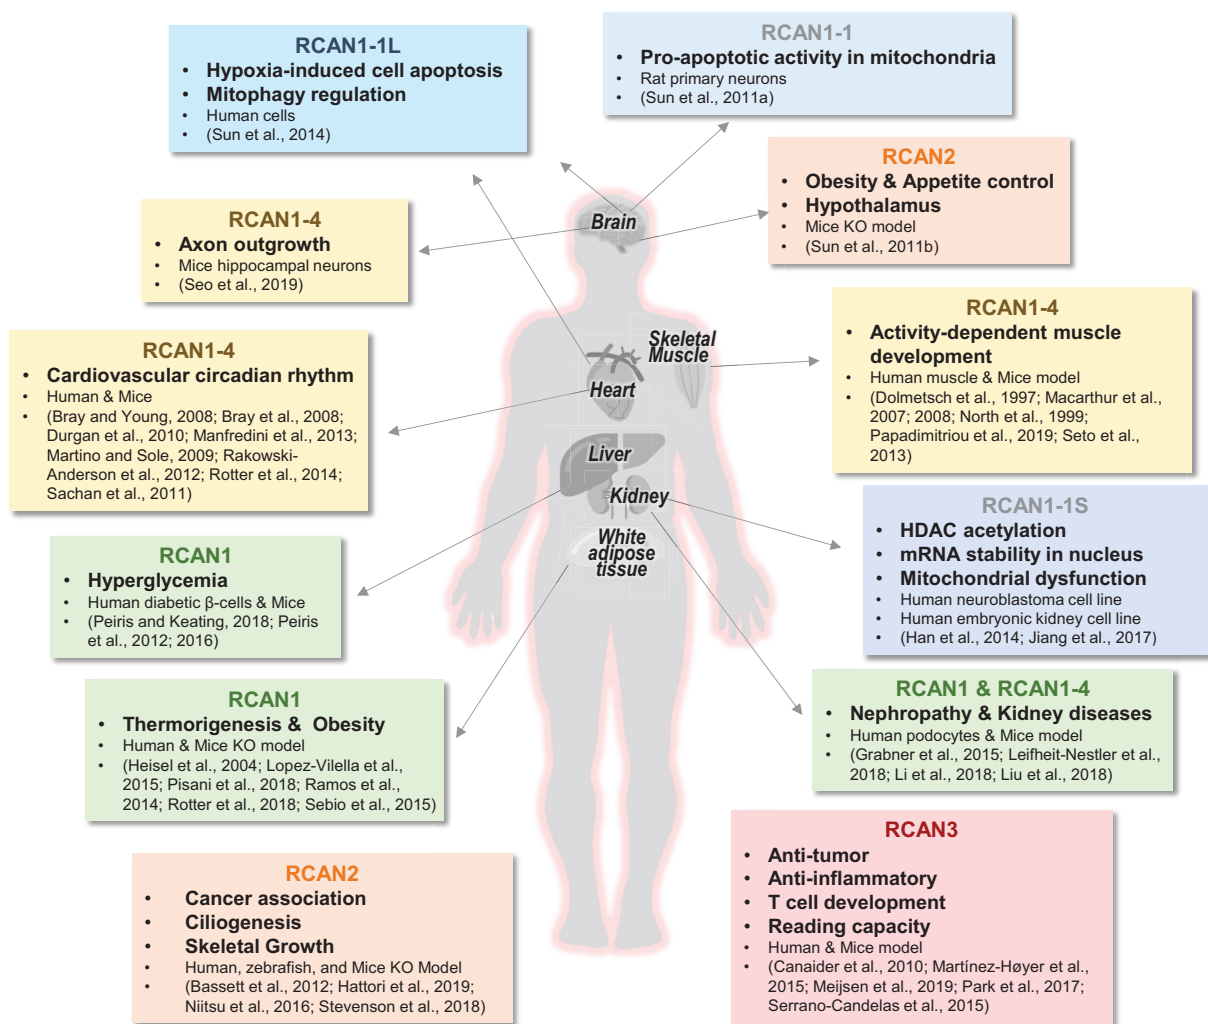 RCAN1-1L
• Hypoxia-induced cell apoptosis
• Mitophagy regulation
• Human cells
• (Sun et al., 2014)
RCAN1-1
• Pro-apoptotic activity in mitochondria
• Rat primary neurons
• (Sun et al., 2011a)
RCAN2
• Obesity & Appetite control
• Hypothalamus
• Mice KO model
• (Sun et al., 2011b)
RCAN1-4
• Axon outgrowth
• Mice hippocampal neurons
• (Seo et al., 2019)
Brain
RCAN1-4
• Activity-dependent muscle
development
• Human muscle & Mice model
• (Dolmetsch et al., 1997; Macarthur et al.,
2007; 2008; North et al., 1999;
Papadimitriou et al., 2019; Seto et al.,
2013)
Skeletal
Muscle
RCAN1-4
• Cardiovascular circadian rhythm
• Human & Mice
• (Bray and Young, 2008; Bray et al., 2008;
Durgan et al., 2010; Manfredini et al., 2013;
Martino and Sole, 2009; Rakowski-
Anderson et al., 2012; Rotter et al., 2014;
Sachan et al., 2011)
Heart
Liver
Kidney
White
adipose
tissue
RCAN1-1S
• HDAC acetylation
• mRNA stability in nucleus
• Mitochondrial dysfunction
• Human neuroblastoma cell line
• Human embryonic kidney cell line
• (Han et al., 2014; Jiang et al., 2017)
RCAN1
• Hyperglycemia
• Human diabetic β-cells & Mice
• (Peiris and Keating, 2018; Peiris
et al., 2012; 2016)
RCAN1 & RCAN1-4
• Nephropathy & Kidney diseases
• Human podocytes & Mice model
• (Grabner et al., 2015; Leifheit-Nestler et al.,
2018; Li et al., 2018; Liu et al., 2018)
RCAN1
• Thermorigenesis & Obesity
• Human & Mice KO model
• (Heisel et al., 2004; Lopez-Vilella et al.,
2015; Pisani et al., 2018; Ramos et al.,
2014; Rotter et al., 2018; Sebio et al., 2015)
RCAN3
• Anti-tumor
• Anti-inflammatory
• T cell development
• Reading capacity
• Human & Mice model
• (Canaider et al., 2010; Martínez-Høyer et al.,
2015; Meijsen et al., 2019; Park et al., 2017;
Serrano-Candelas et al., 2015)
RCAN2
• Cancer association
• Ciliogenesis
• Skeletal Growth
• Human, zebrafish, and Mice KO Model
• (Bassett et al., 2012; Hattori et al., 2019;
Niitsu et al., 2016; Stevenson et al., 2018)